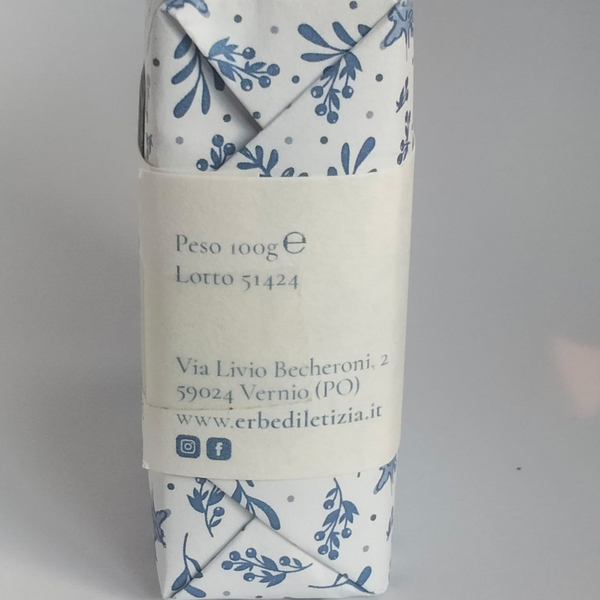 Peso 100g ℮
Lotto 51424
Via Livio Becheroni, 2
59024 Vernio (PO)
www.erbediletizia.it